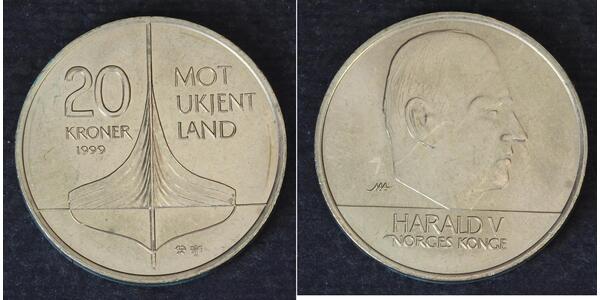 20
KRONER
1999
MOT
UKJENT
LAND
HARALD V
NORGES KONGE